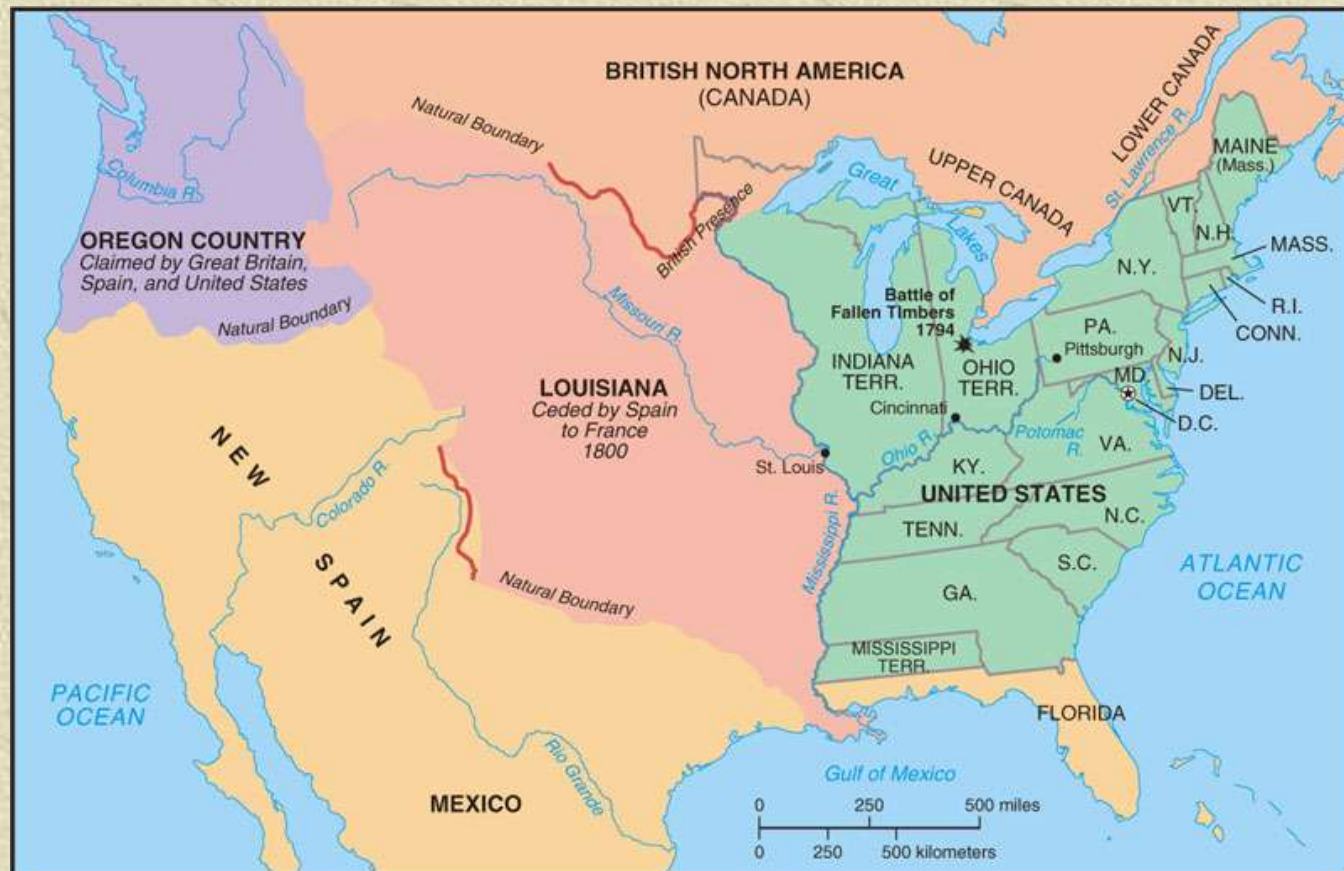 BRITISH NORTH AMERICA
(CANADA)
LOWER CANADA
St. Lawrence R.
UPPER CANADA
MAINE
(Mass.)
Natural Boundary
British Presence
Great
Lakes
VT.
N.H.
MASS.
N.Y.
R.I.
CONN.
Columbia R.
OREGON COUNTRY
Claimed by Great Britain,
Spain, and United States
Natural Boundary
Missouri R.
Battle of
Fallen Timbers
1794
PA.
Pittsburgh
N.J.
MD.
DEL.
D.C.
INDIANA
TERR.
OHIO
TERR.
Cincinnati
Potomac
R.
VA.
LOUISIANA
Ceded by Spain
to France
1800
St. Louis
Ohio R.
KY.
UNITED STATES
NEW
SPAIN
Colorado R.
Mississippi R.
TENN.
N.C.
S.C.
GA.
ATLANTIC
OCEAN
Natural Boundary
MISSISSIPPI
TERR.
PACIFIC
OCEAN
FLORIDA
Rio Grande
MEXICO
Gulf of Mexico
0 250 500 miles
0 250 500 kilometers